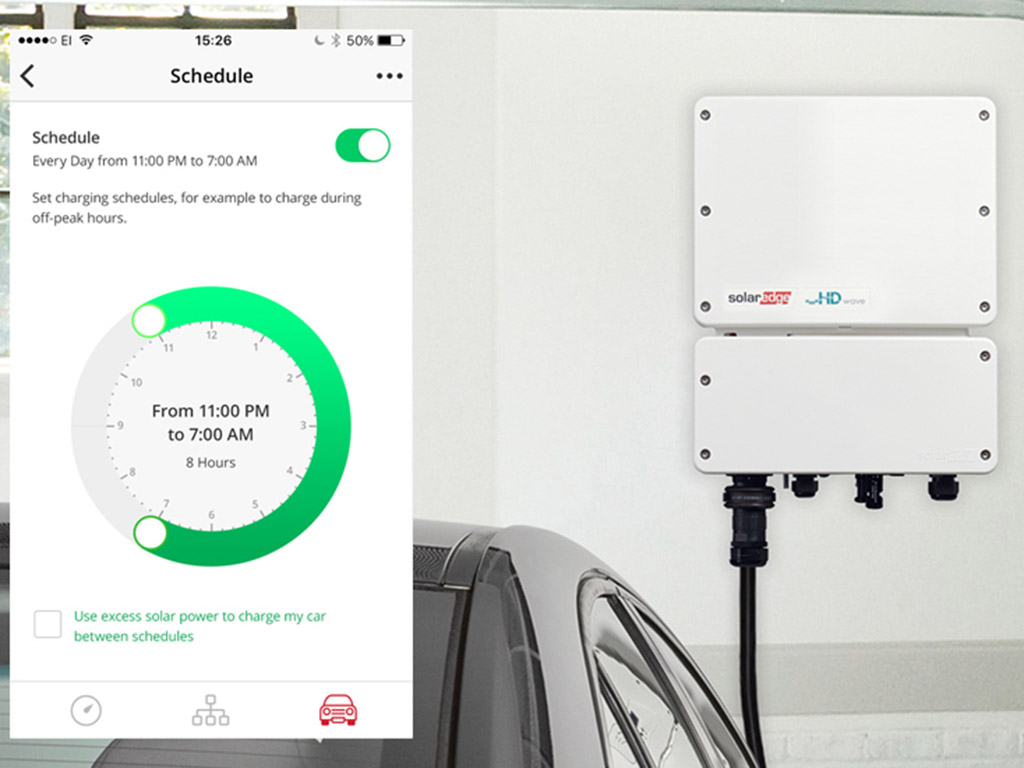 EI 15:26 50%
Schedule
Schedule
Every Day from 11:00 PM to 7:00 AM
Set charging schedules, for example to charge during
off-peak hours.
12
11 1
10 2
From 11:00 PM
9 3
to 7:00 AM
8 Hours
8 4
7 5
6
Use excess solar power to charge my car
between schedules
solaredge HD wave